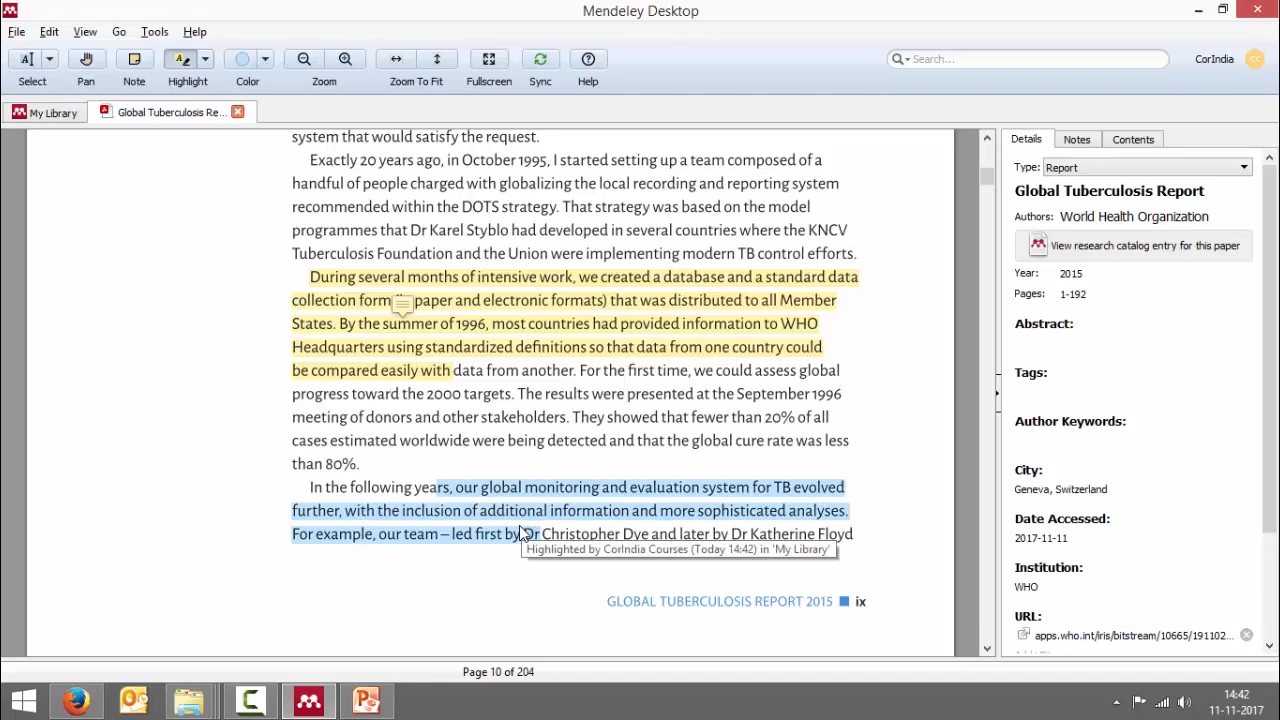 Mendeley Desktop
File Edit View Go Tools Help
Search... CorIndia CC
Select Pan Note Highlight Color Zoom Zoom To Fit Fullscreen Sync Help
My Library Global Tuberculosis Re...
system that would satisfy the request.
Exactly 20 years ago, in October 1995, I started setting up a team composed of a
handful of people charged with globalizing the local recording and reporting system
recommended within the DOTS strategy. That strategy was based on the model
programmes that Dr Karel Styblo had developed in several countries where the KNCV
Tuberculosis Foundation and the Union were implementing modern TB control efforts.
During several months of intensive work, we created a database and a standard data
collection form paper and electronic formats) that was distributed to all Member
States. By the summer of 1996, most countries had provided information to WHO
Headquarters using standardized definitions so that data from one country could
be compared easily with data from another. For the first time, we could assess global
progress toward the 2000 targets. The results were presented at the September 1996
meeting of donors and other stakeholders. They showed that fewer than 20% of all
cases estimated worldwide were being detected and that the global cure rate was less
than 80%.
In the following years, our global monitoring and evaluation system for TB evolved
further, with the inclusion of additional information and more sophisticated analyses.
For example, our team – led first by Dr Christopher Dye and later by Dr Katherine Floyd
Highlighted by CorIndia Courses (Today 14:42) in 'My Library'
GLOBAL TUBERCULOSIS REPORT 2015 ix
Details Notes Contents
Type: Report
Global Tuberculosis Report
Authors: World Health Organization
View research catalog entry for this paper
Year: 2015
Pages: 1-192
Abstract:
Tags:
Author Keywords:
City:
Geneva, Switzerland
Date Accessed:
2017-11-11
Institution:
WHO
URL:
apps.who.int/iris/bitstream/10665/191102...
Page 10 of 204
14:42
11-11-2017